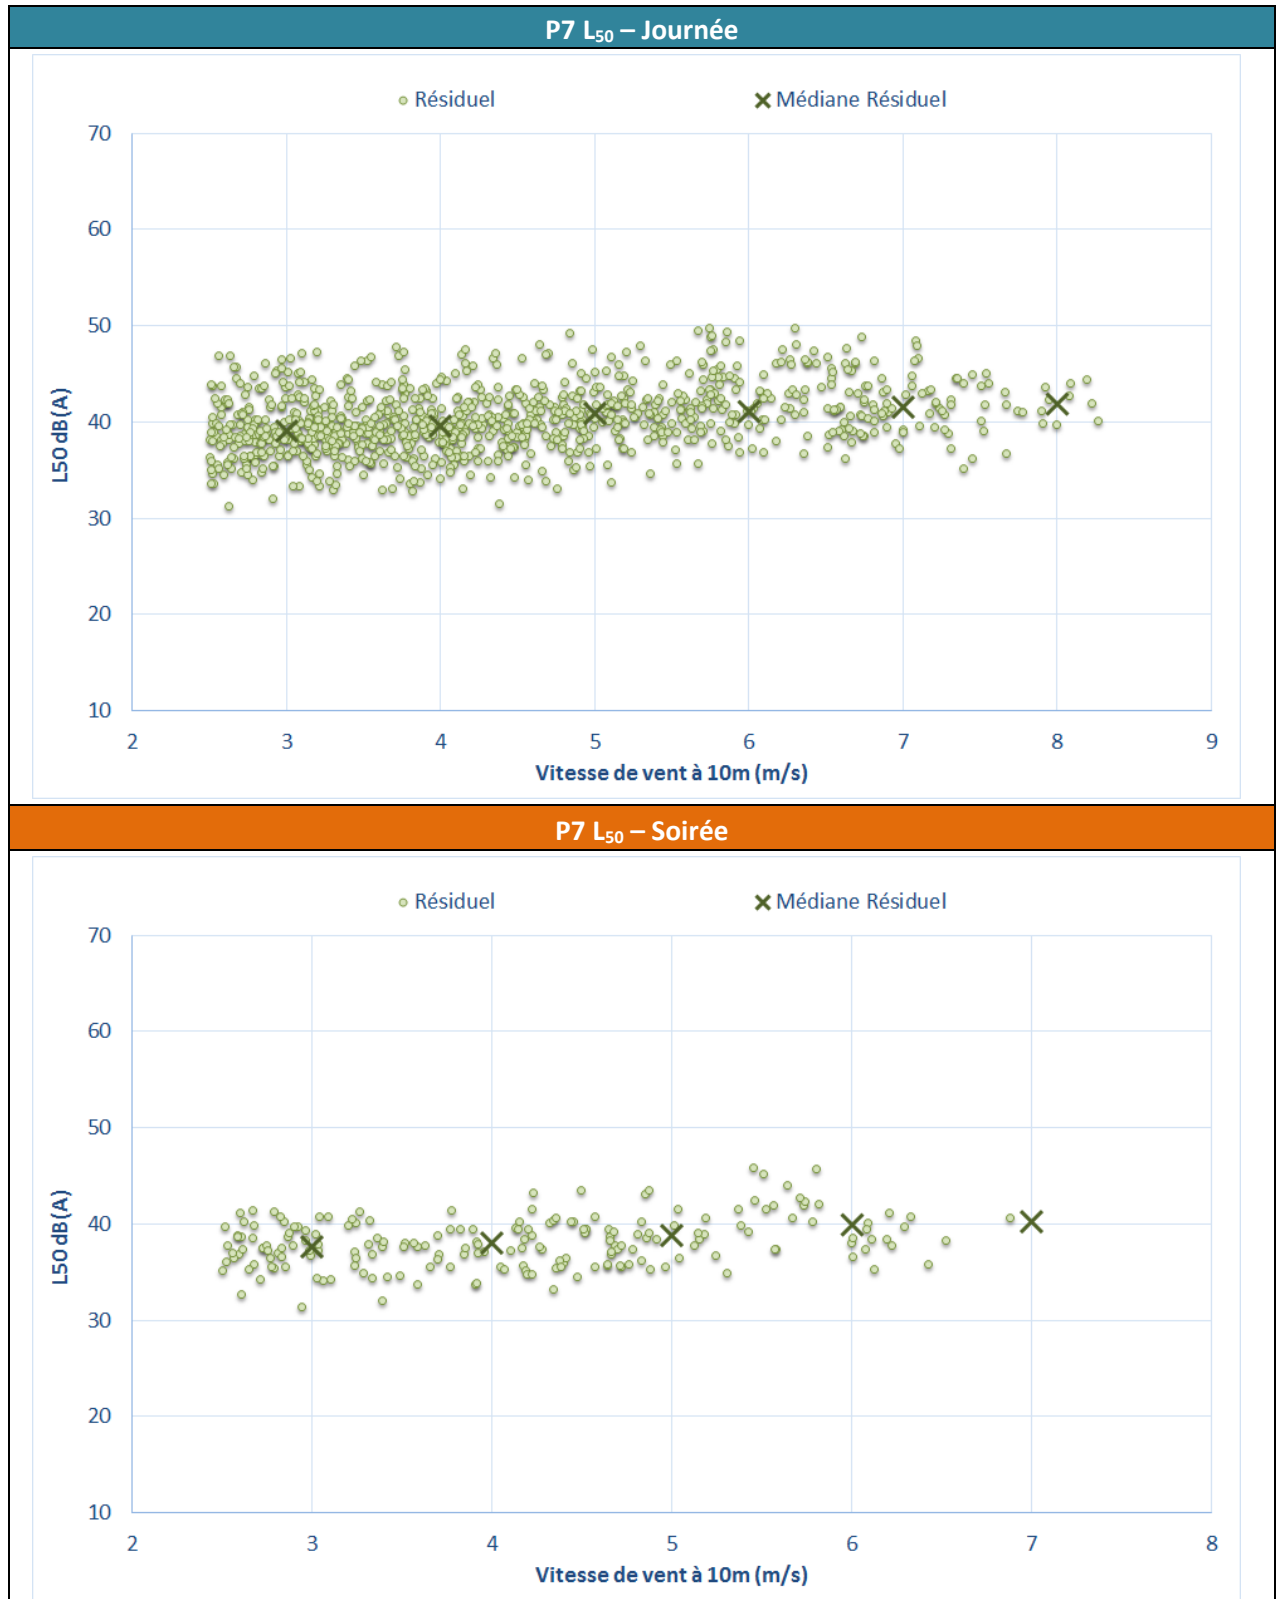 P7 L50 – Journée
Résiduel
Médiane Résiduel
70
60
50
40
30
20
10
L50 dB(A)
2 3 4 5 6 7 8 9
Vitesse de vent à 10m (m/s)
P7 L50 – Soirée
Résiduel
Médiane Résiduel
70
60
50
40
30
20
10
L50 dB(A)
2 3 4 5 6 7 8
Vitesse de vent à 10m (m/s)